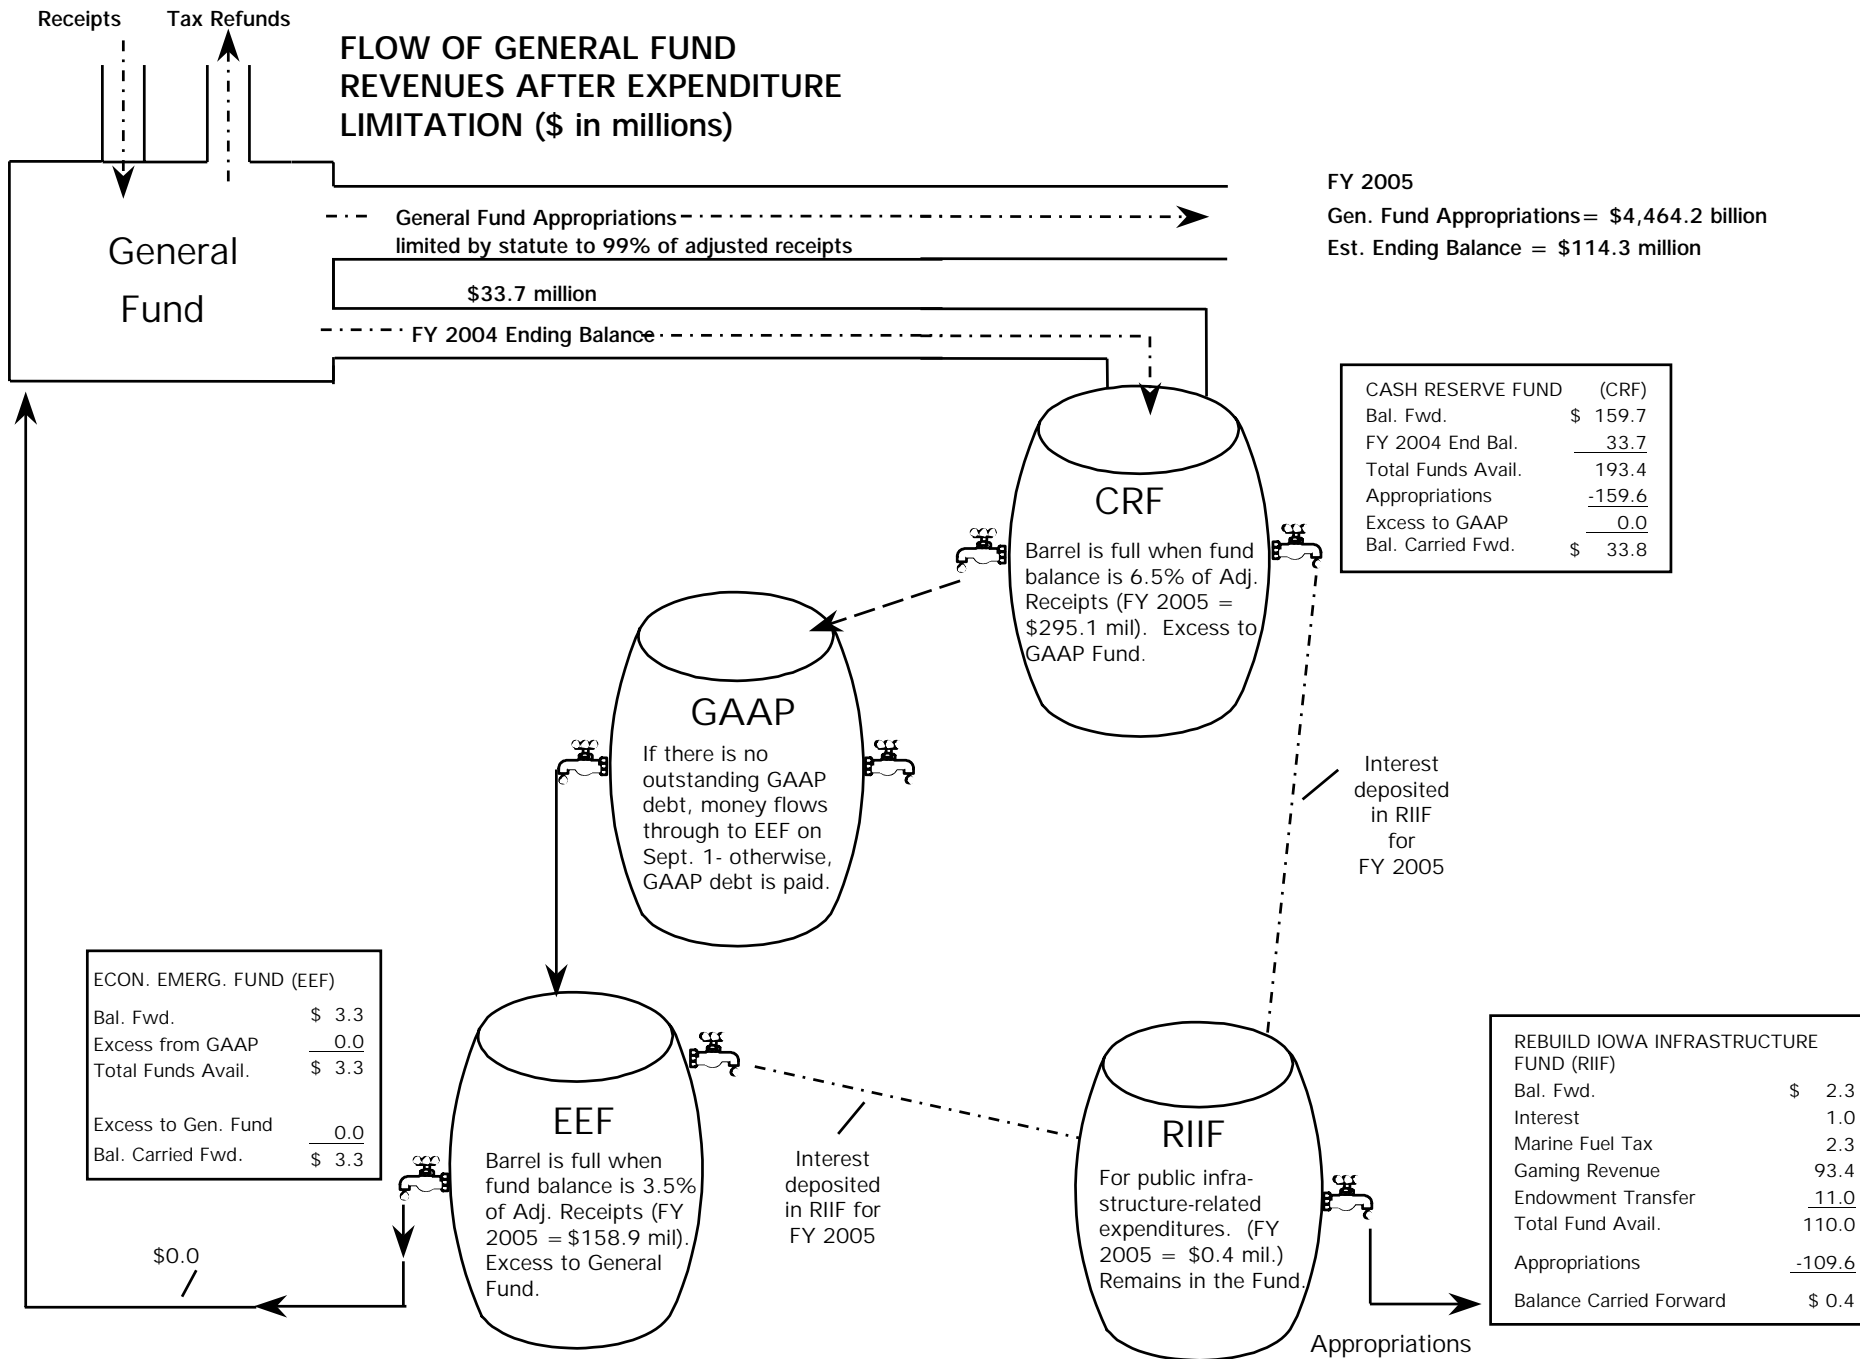 Receipts
Tax Refunds
FLOW OF GENERAL FUND
REVENUES AFTER EXPENDITURE
LIMITATION ($ in millions)
General
Fund
General Fund Appropriations
limited by statute to 99% of adjusted receipts
$33.7 million
FY 2004 Ending Balance
FY 2005
Gen. Fund Appropriations= $4,464.2 billion
Est. Ending Balance = $114.3 million
CASH RESERVE FUND (CRF)
Bal. Fwd. $ 159.7
FY 2004 End Bal. 33.7
Total Funds Avail. 193.4
Appropriations -159.6
Excess to GAAP 0.0
Bal. Carried Fwd. $ 33.8
CRF
Barrel is full when fund
balance is 6.5% of Adj.
Receipts (FY 2005 =
$295.1 mil). Excess to
GAAP Fund.
GAAP
If there is no
outstanding GAAP
debt, money flows
through to EEF on
Sept. 1- otherwise,
GAAP debt is paid.
Interest
deposited
in RIIF
for
FY 2005
ECON. EMERG. FUND (EEF)
Bal. Fwd. $ 3.3
Excess from GAAP 0.0
Total Funds Avail. $ 3.3
Excess to Gen. Fund 0.0
Bal. Carried Fwd. $ 3.3
$0.0
EEF
Barrel is full when
fund balance is 3.5%
of Adj. Receipts (FY
2005 = $158.9 mil).
Excess to General
Fund.
Interest
deposited
in RIIF for
FY 2005
RIIF
For public infra-
structure-related
expenditures. (FY
2005 = $0.4 mil.)
Remains in the Fund.
Appropriations
REBUILD IOWA INFRASTRUCTURE
FUND (RIIF)
Bal. Fwd. $ 2.3
Interest 1.0
Marine Fuel Tax 2.3
Gaming Revenue 93.4
Endowment Transfer 11.0
Total Fund Avail. 110.0
Appropriations -109.6
Balance Carried Forward $ 0.4